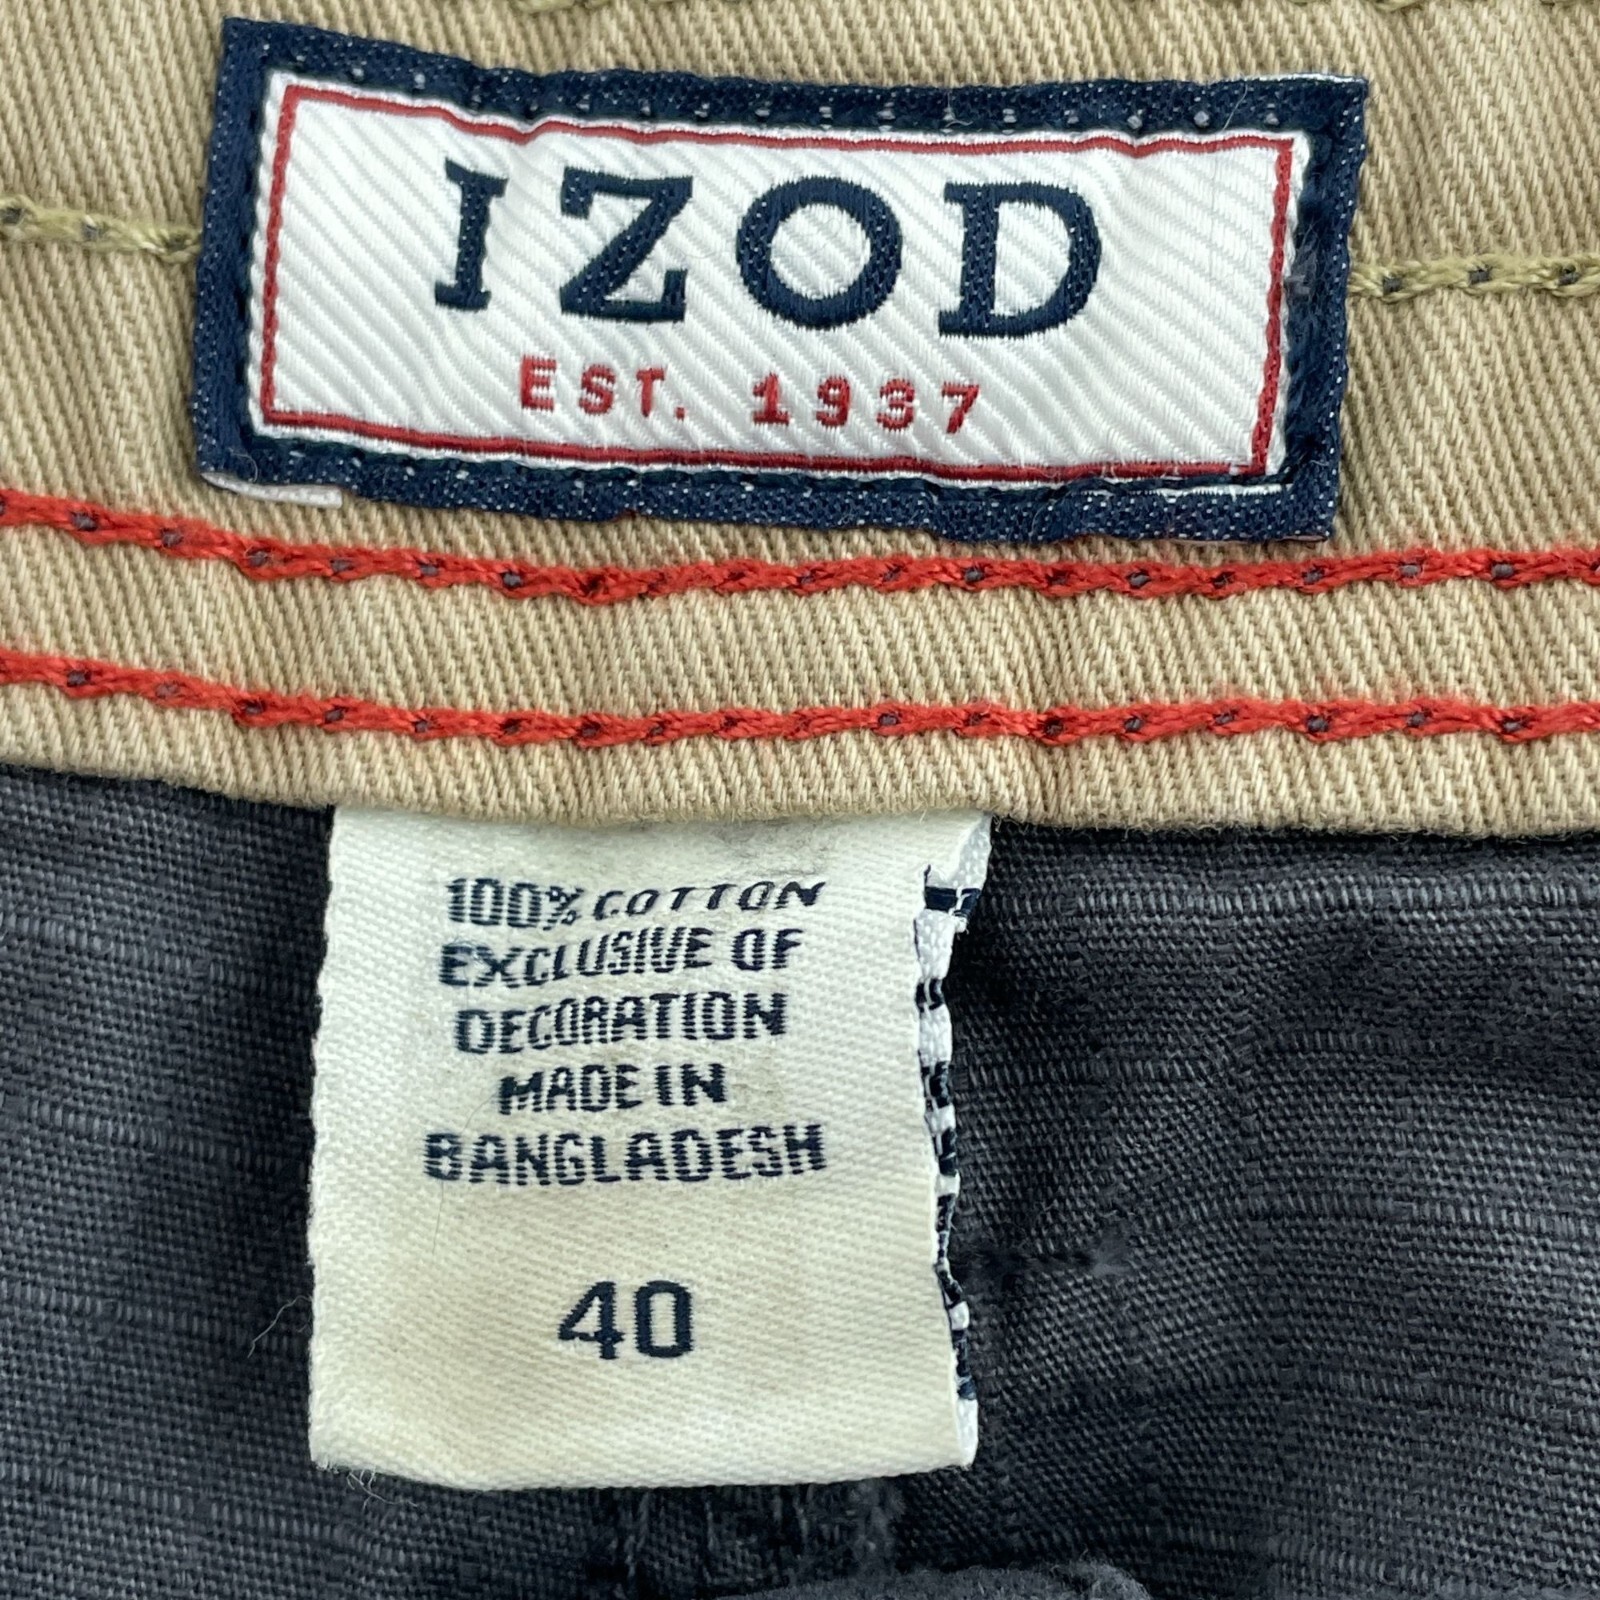 IZOD
EST. 1937
100% COTTON
EXCLUSIVE OF
DECORATION
MADE IN
BANGLADESH
40